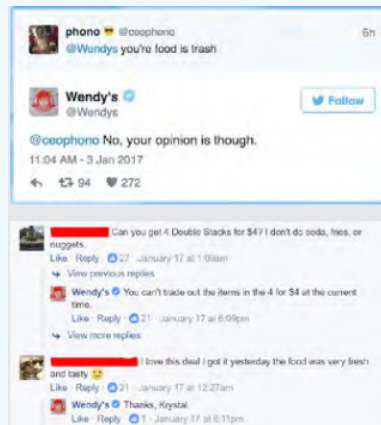 phono @ceophono 6h
@Wendys you're food is trash
Wendy's
@Wendys
Follow
@ceophono No, your opinion is though.
11:04 AM - 3 Jan 2017
94 272
Can you get 4 Double Stacks for $4? I don't do soda, fries, or
nuggets.
Like · Reply · 27 · January 17 at 1:00am
View previous replies
Wendy's You can't trade out the items in the 4 for $4 at the current
time.
Like · Reply · 21 · January 17 at 6:09pm
View more replies
I love this deal I got it yesterday the food was very fresh
and tasty
Like · Reply · 21 · January 17 at 12:27am
Wendy's Thanks, Krystal.
Like · Reply · 1 · January 17 at 6:11pm